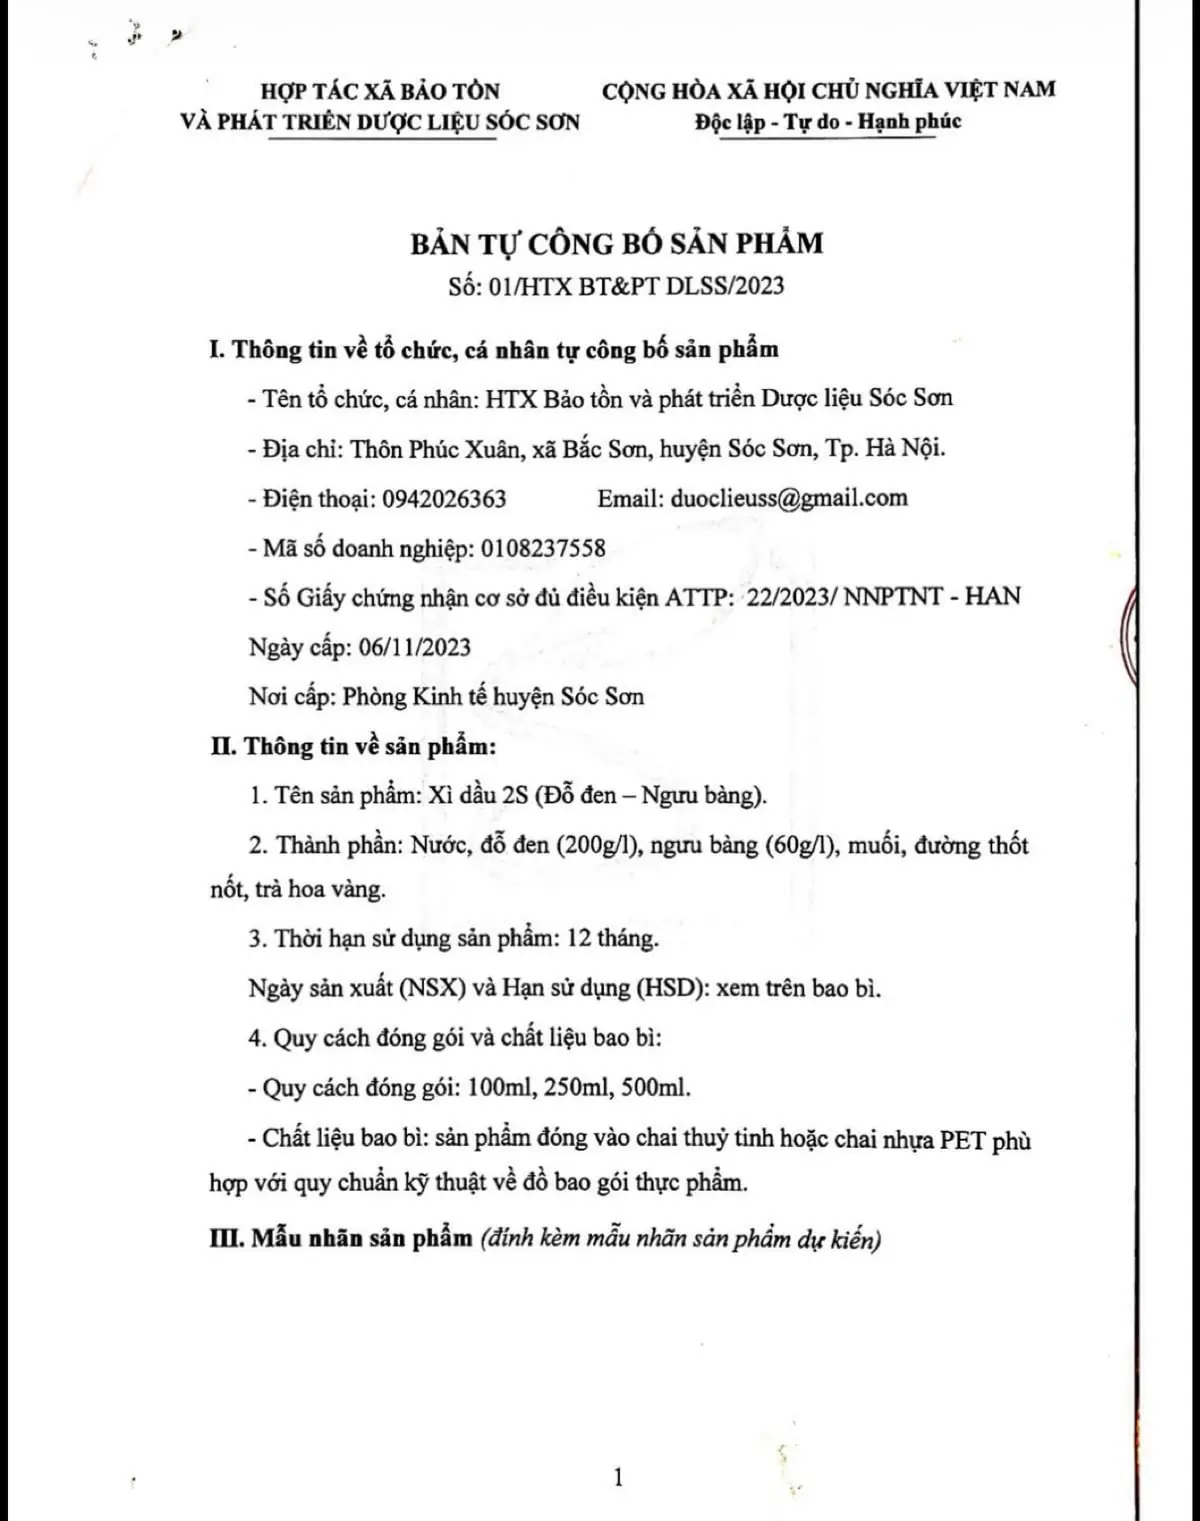 HỢP TÁC XÃ BẢO TỒN
VÀ PHÁT TRIỂN DƯỢC LIỆU SÓC SƠN
CỘNG HÒA XÃ HỘI CHỦ NGHĨA VIỆT NAM
Độc lập - Tự do - Hạnh phúc
BẢN TỰ CÔNG BỐ SẢN PHẨM
Số: 01/HTX BT&PT DLSS/2023
I. Thông tin về tổ chức, cá nhân tự công bố sản phẩm
- Tên tổ chức, cá nhân: HTX Bảo tồn và phát triển Dược liệu Sóc Sơn
- Địa chỉ: Thôn Phúc Xuân, xã Bắc Sơn, huyện Sóc Sơn, Tp. Hà Nội.
- Điện thoại: 0942026363 Email: duoclieuss@gmail.com
- Mã số doanh nghiệp: 0108237558
- Số Giấy chứng nhận cơ sở đủ điều kiện ATTP: 22/2023/ NNPTNT - HAN
Ngày cấp: 06/11/2023
Nơi cấp: Phòng Kinh tế huyện Sóc Sơn
II. Thông tin về sản phẩm:
1. Tên sản phẩm: Xì dầu 2S (Đỗ đen – Ngưu bàng).
2. Thành phần: Nước, đỗ đen (200g/l), ngưu bàng (60g/l), muối, đường thốt
nốt, trà hoa vàng.
3. Thời hạn sử dụng sản phẩm: 12 tháng.
Ngày sản xuất (NSX) và Hạn sử dụng (HSD): xem trên bao bì.
4. Quy cách đóng gói và chất liệu bao bì:
- Quy cách đóng gói: 100ml, 250ml, 500ml.
- Chất liệu bao bì: sản phẩm đóng vào chai thuỷ tinh hoặc chai nhựa PET phù
hợp với quy chuẩn kỹ thuật về đồ bao gói thực phẩm.
III. Mẫu nhãn sản phẩm (đính kèm mẫu nhãn sản phẩm dự kiến)
1